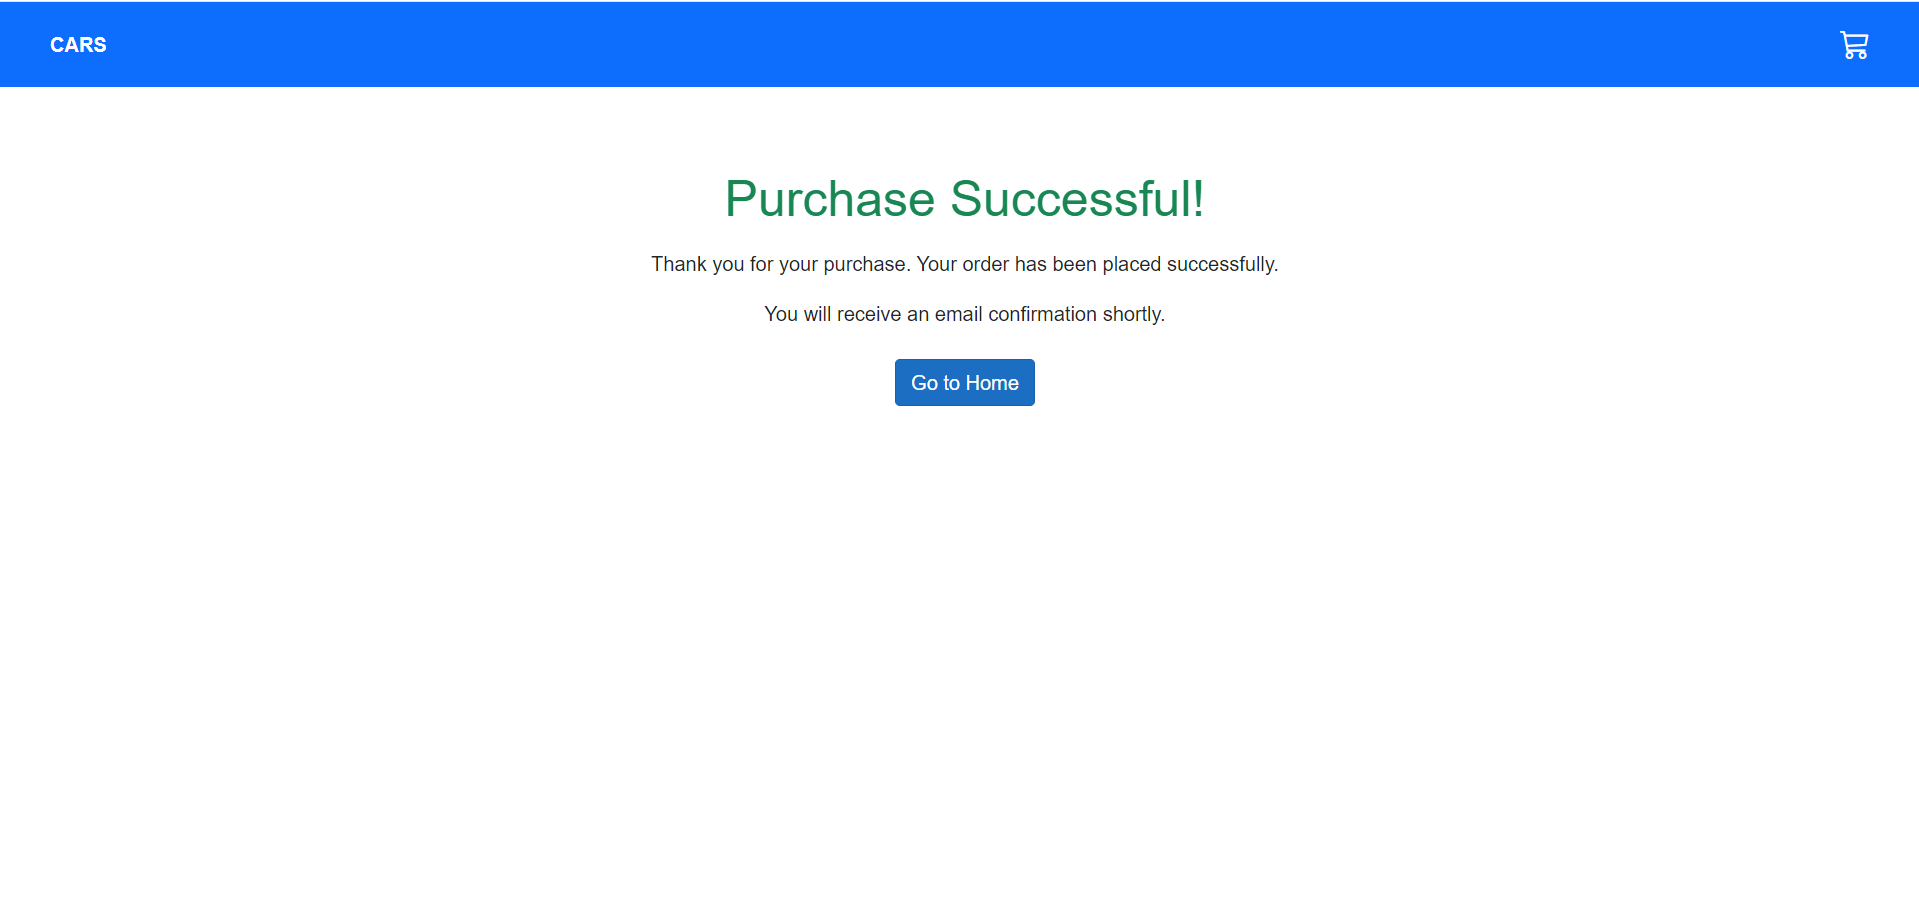 CARS
Purchase Successful!
Thank you for your purchase. Your order has been placed successfully.
You will receive an email confirmation shortly.
Go to Home